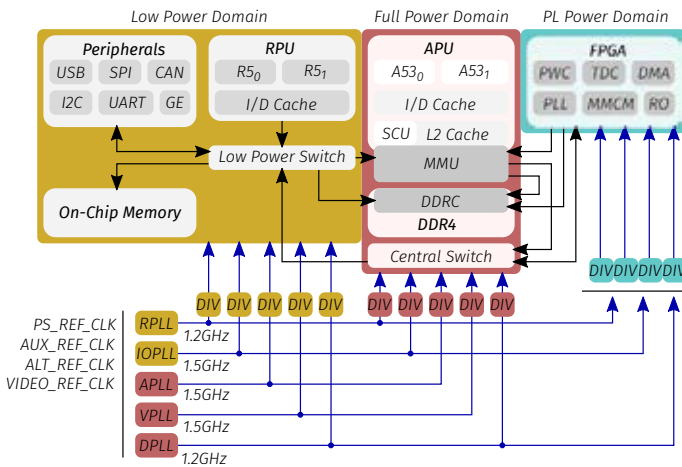 Low Power Domain Full Power Domain PL Power Domain
Peripherals RPU APU FPGA
USB SPI CAN R5₀ R5₁ A53₀ A53₁ PWC TDC DMA
I2C UART GE I/D Cache I/D Cache PLL MMCM RO
SCU L2 Cache
Low Power Switch MMU
On-Chip Memory DDRC
DDR4
Central Switch
DIV DIV DIV DIV
DIV DIV DIV DIV DIV DIV DIV DIV DIV DIV
PS_REF_CLK RPLL 1.2GHz
AUX_REF_CLK IOPLL 1.5GHz
ALT_REF_CLK
VIDEO_REF_CLK APLL 1.5GHz
VPLL 1.5GHz
DPLL 1.2GHz